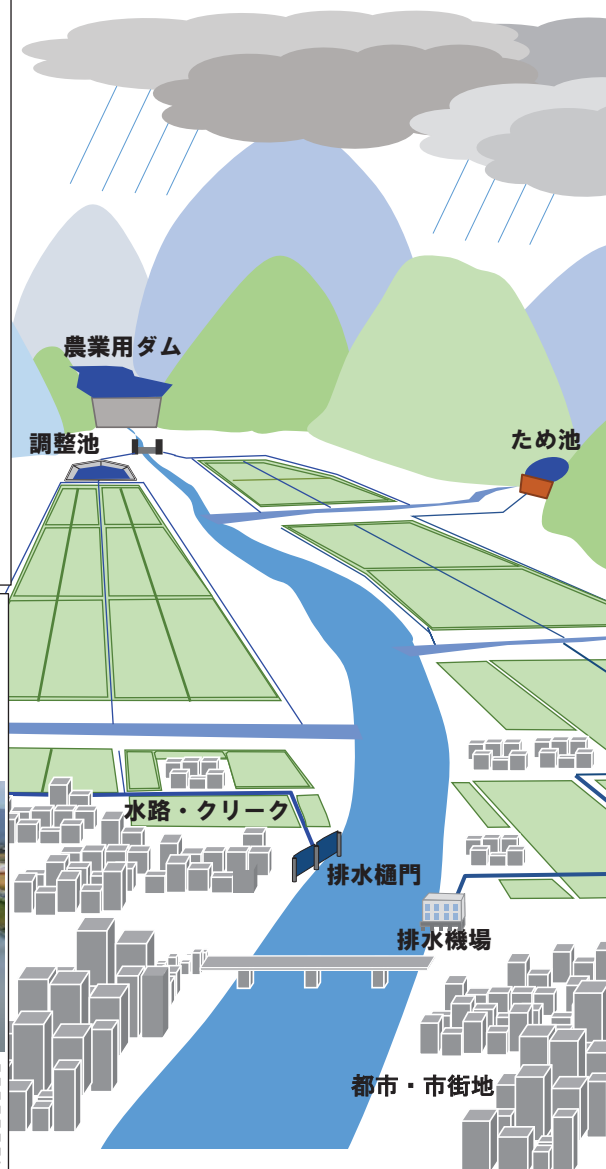 農業用ダム
調整池
ため池
水路・クリーク
排水樋門
排水機場
都市・市街地